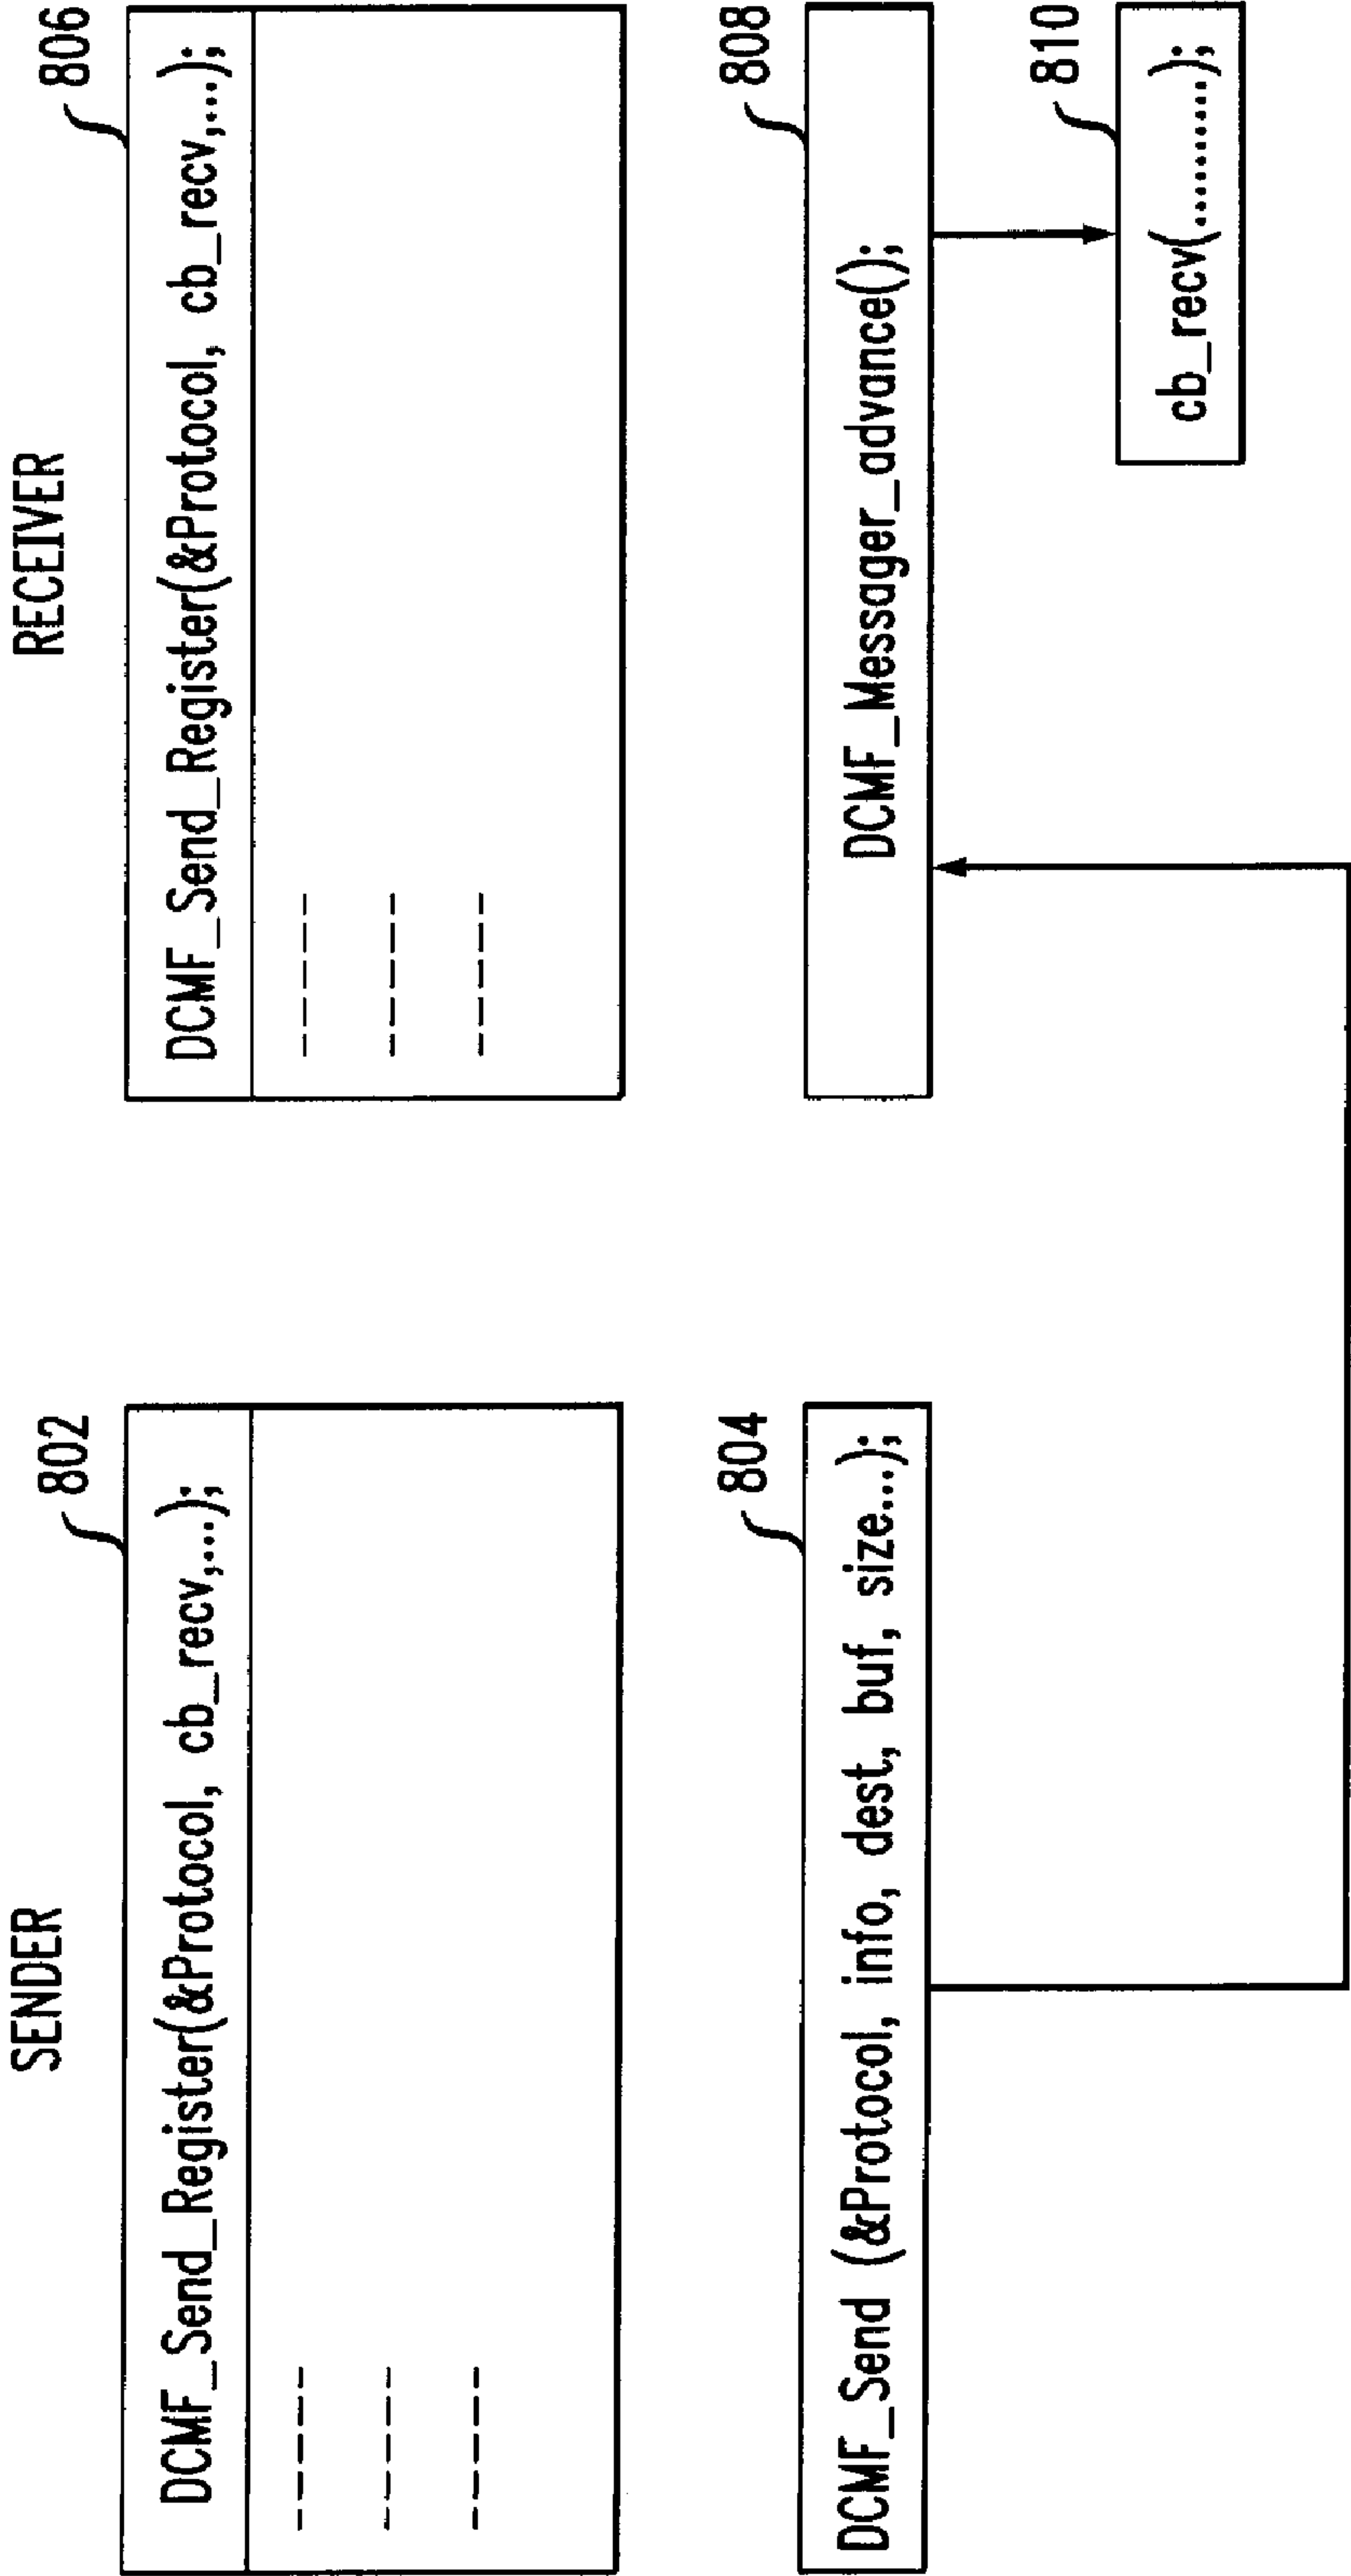 SENDER
802
DCMF_Send_Register(&Protocol, cb_recv,...);
804
DCMF_Send (&Protocol, info, dest, buf, size...);
RECEIVER
806
DCMF_Send_Register(&Protocol, cb_recv,...);
808
DCMF_Messager_advance();
810
cb_recv(.........);